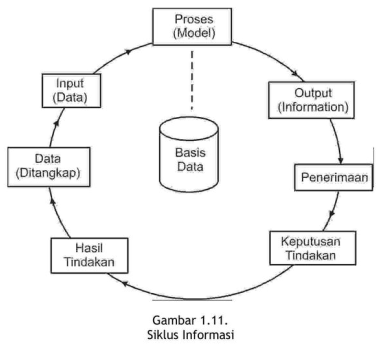 Proses
(Model)
Input
(Data)
Output
(Information)
Basis
Data
Data
(Ditangkap)
Penerimaan
Hasil
Tindakan
Keputusan
Tindakan
Gambar 1.11.
Siklus Informasi